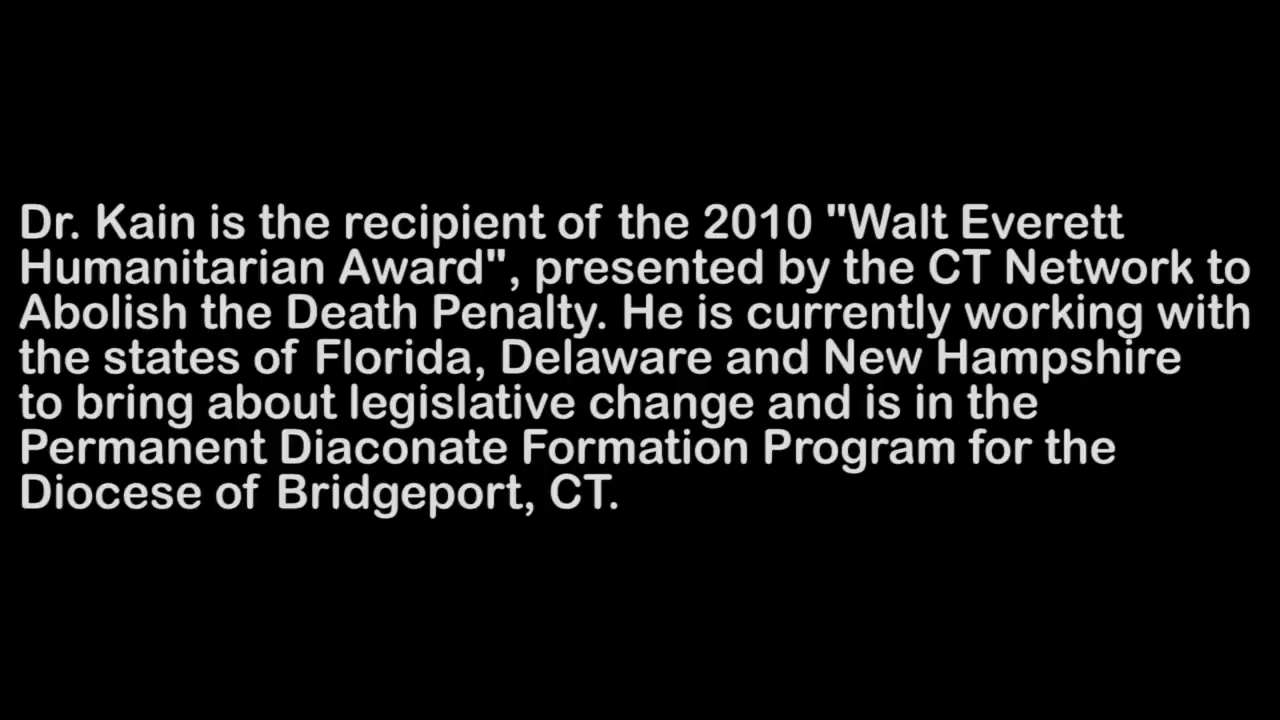 Dr. Kain is the recipient of the 2010 "Walt Everett
Humanitarian Award", presented by the CT Network to
Abolish the Death Penalty. He is currently working with
the states of Florida, Delaware and New Hampshire
to bring about legislative change and is in the
Permanent Diaconate Formation Program for the
Diocese of Bridgeport, CT.